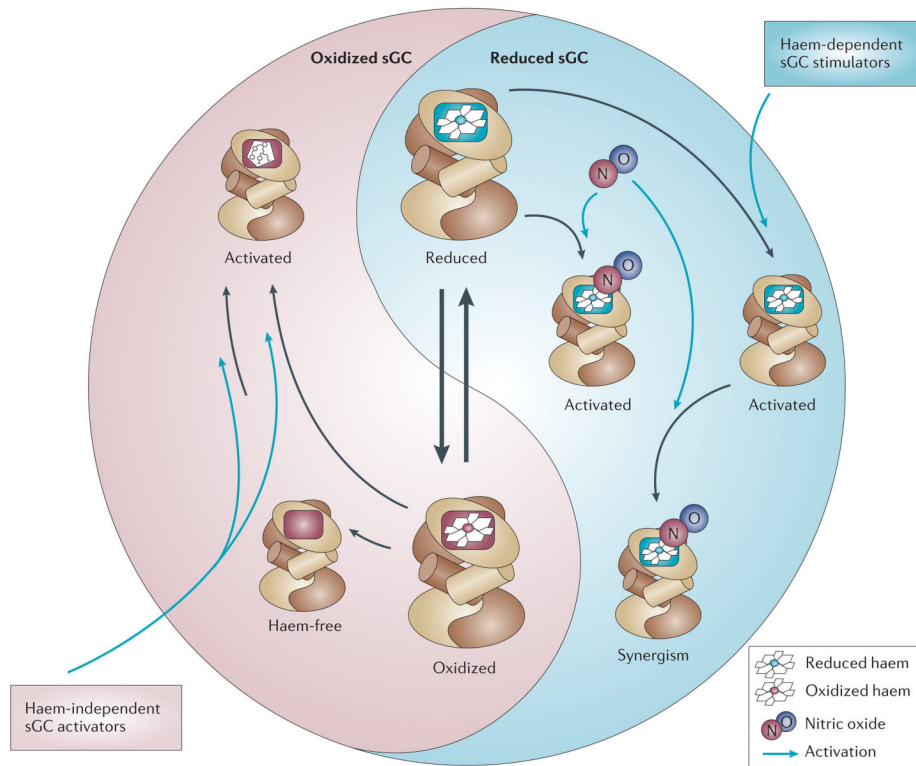 Oxidized sGC
Reduced sGC
Haem-dependent
sGC stimulators
N O
Activated
Reduced
N O
Activated
Activated
N O
Haem-free
Oxidized
Synergism
Haem-independent
sGC activators
Reduced haem
Oxidized haem
N O
Nitric oxide
Activation